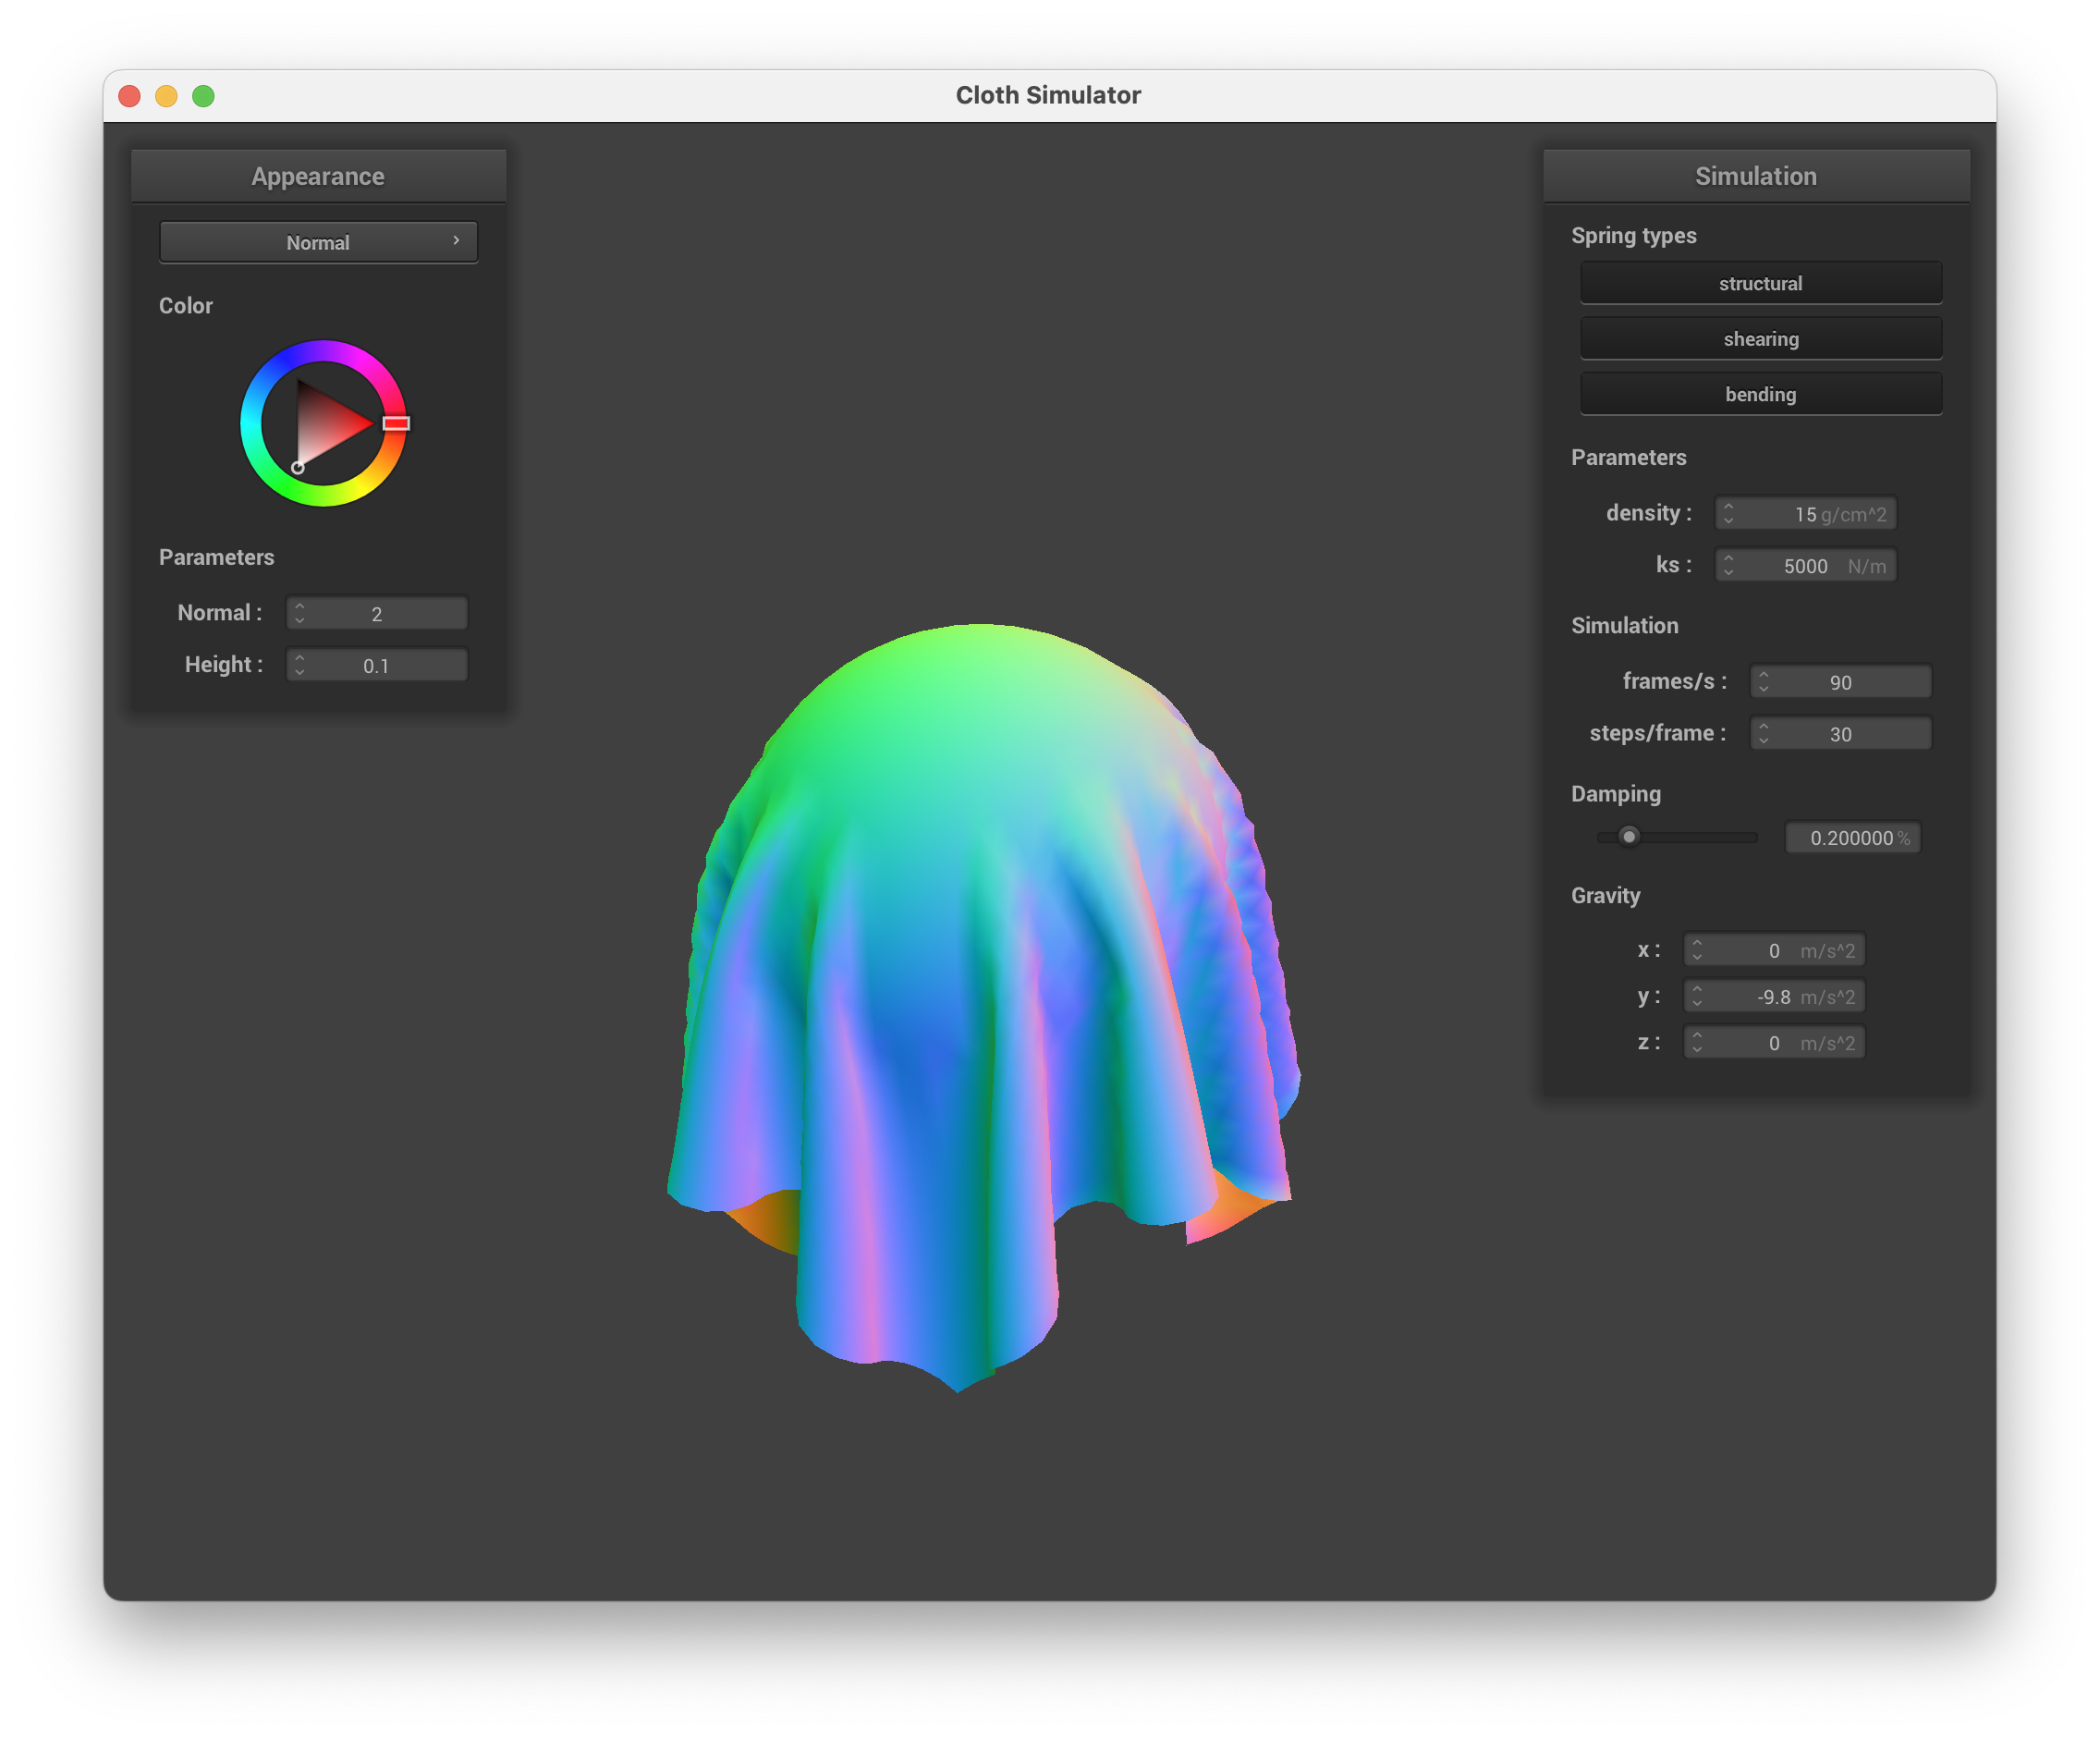 Cloth Simulator
Appearance
Normal
Color
Parameters
Normal :
2
Height :
0.1
Simulation
Spring types
structural
shearing
bending
Parameters
density :
15 g/cm^2
ks :
5000 N/m
Simulation
frames/s :
90
steps/frame :
30
Damping
0.200000 %
Gravity
x :
0 m/s^2
y :
-9.8 m/s^2
z :
0 m/s^2